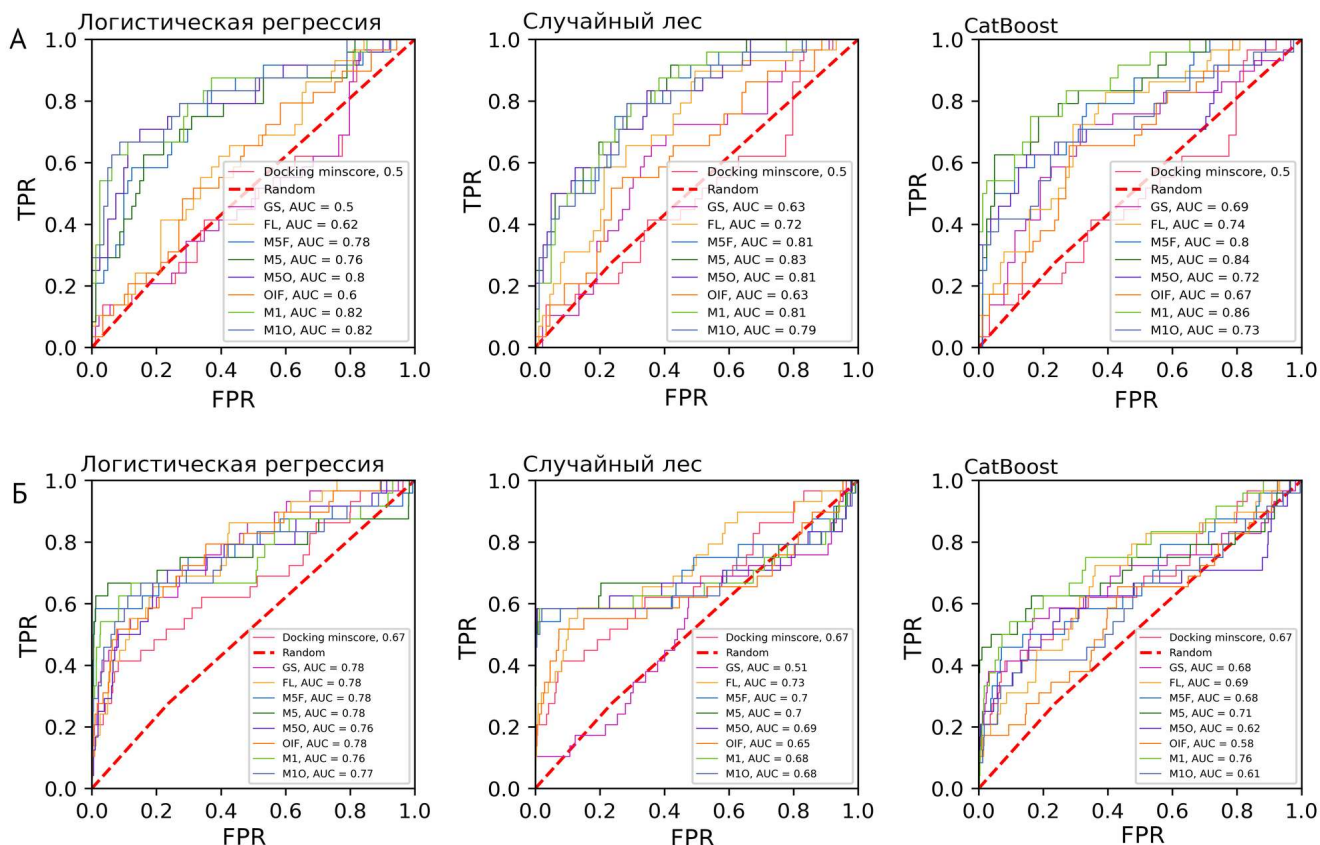 А
Логистическая регрессия
TPR
1.0
0.8
0.6
0.4
0.2
0.0
Docking minscore, 0.5
Random
GS, AUC = 0.5
FL, AUC = 0.62
M5F, AUC = 0.78
M5, AUC = 0.76
M5O, AUC = 0.8
OIF, AUC = 0.6
M1, AUC = 0.82
M1O, AUC = 0.82
0.0 0.2 0.4 0.6 0.8 1.0
FPR
Случайный лес
TPR
1.0
0.8
0.6
0.4
0.2
0.0
Docking minscore, 0.5
Random
GS, AUC = 0.63
FL, AUC = 0.72
M5F, AUC = 0.81
M5, AUC = 0.83
M5O, AUC = 0.81
OIF, AUC = 0.63
M1, AUC = 0.81
M1O, AUC = 0.79
0.0 0.2 0.4 0.6 0.8 1.0
FPR
CatBoost
TPR
1.0
0.8
0.6
0.4
0.2
0.0
Docking minscore, 0.5
Random
GS, AUC = 0.69
FL, AUC = 0.74
M5F, AUC = 0.8
M5, AUC = 0.84
M5O, AUC = 0.72
OIF, AUC = 0.67
M1, AUC = 0.86
M1O, AUC = 0.73
0.0 0.2 0.4 0.6 0.8 1.0
FPR
Б
Логистическая регрессия
TPR
1.0
0.8
0.6
0.4
0.2
0.0
Docking minscore, 0.67
Random
GS, AUC = 0.78
FL, AUC = 0.78
M5F, AUC = 0.78
M5, AUC = 0.78
M5O, AUC = 0.76
OIF, AUC = 0.78
M1, AUC = 0.76
M1O, AUC = 0.77
0.0 0.2 0.4 0.6 0.8 1.0
FPR
Случайный лес
TPR
1.0
0.8
0.6
0.4
0.2
0.0
Docking minscore, 0.67
Random
GS, AUC = 0.51
FL, AUC = 0.73
M5F, AUC = 0.7
M5, AUC = 0.7
M5O, AUC = 0.69
OIF, AUC = 0.65
M1, AUC = 0.68
M1O, AUC = 0.68
0.0 0.2 0.4 0.6 0.8 1.0
FPR
CatBoost
TPR
1.0
0.8
0.6
0.4
0.2
0.0
Docking minscore, 0.67
Random
GS, AUC = 0.68
FL, AUC = 0.69
M5F, AUC = 0.68
M5, AUC = 0.71
M5O, AUC = 0.62
OIF, AUC = 0.58
M1, AUC = 0.76
M1O, AUC = 0.61
0.0 0.2 0.4 0.6 0.8 1.0
FPR